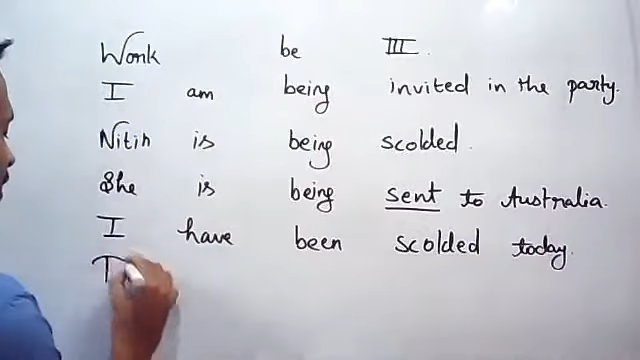 Work be III.
I am being invited in the party.
Nitin is being scolded.
She is being sent to Australia.
I have been scolded today.
T